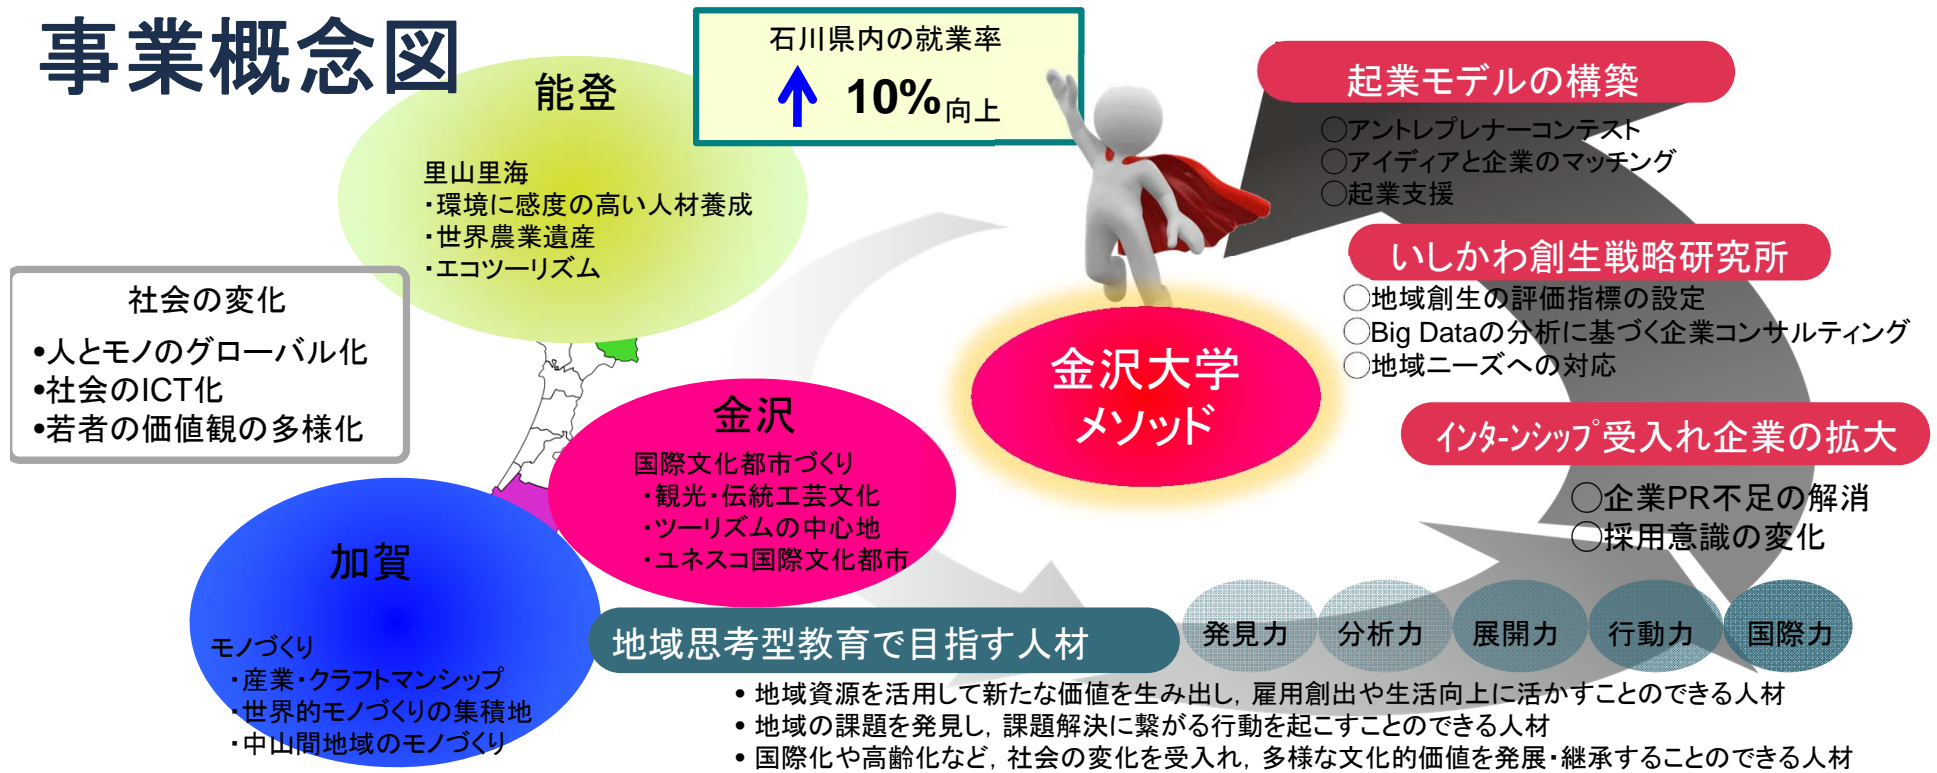 事業概念図
石川県内の就業率
10%向上
能登
里山里海
・環境に感度の高い人材養成
・世界農業遺産
・エコツーリズム
社会の変化
•人とモノのグローバル化
•社会のICT化
•若者の価値観の多様化
金沢
国際文化都市づくり
・観光・伝統工芸文化
・ツーリズムの中心地
・ユネスコ国際文化都市
加賀
モノづくり
・産業・クラフトマンシップ
・世界的モノづくりの集積地
・中山間地域のモノづくり
金沢大学
メソッド
起業モデルの構築
○アントレプレナーコンテスト
○アイディアと企業のマッチング
○起業支援
いしかわ創生戦略研究所
○地域創生の評価指標の設定
○Big Dataの分析に基づく企業コンサルティング
○地域ニーズへの対応
ｲﾝﾀｰﾝｼｯﾌﾟ受入れ企業の拡大
○企業PR不足の解消
○採用意識の変化
地域思考型教育で目指す人材
発見力 分析力 展開力 行動力 国際力
• 地域資源を活用して新たな価値を生み出し，雇用創出や生活向上に活かすことのできる人材
• 地域の課題を発見し，課題解決に繋がる行動を起こすことのできる人材
• 国際化や高齢化など，社会の変化を受入れ，多様な文化的価値を発展・継承することのできる人材